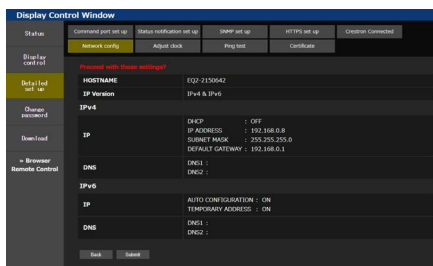 Display Control Window
Status
Display control
Detailed set up
Change password
Download
» Browser Remote Control
Command port set up
Status notification set up
SNMP set up
HTTPS set up
Crestron Connected
Network config
Adjust clock
Ping test
Certificate
Proceed with those settings?
HOSTNAME EQ2-2150642
IP Version IPv4 & IPv6
IPv4
IP
DHCP : OFF
IP ADDRESS : 192.168.0.8
SUBNET MASK : 255.255.255.0
DEFAULT GATEWAY : 192.168.0.1
DNS
DNS1 :
DNS2 :
IPv6
IP
AUTO CONFIGURATION : ON
TEMPORARY ADDRESS : ON
DNS
DNS1 :
DNS2 :
Back Submit